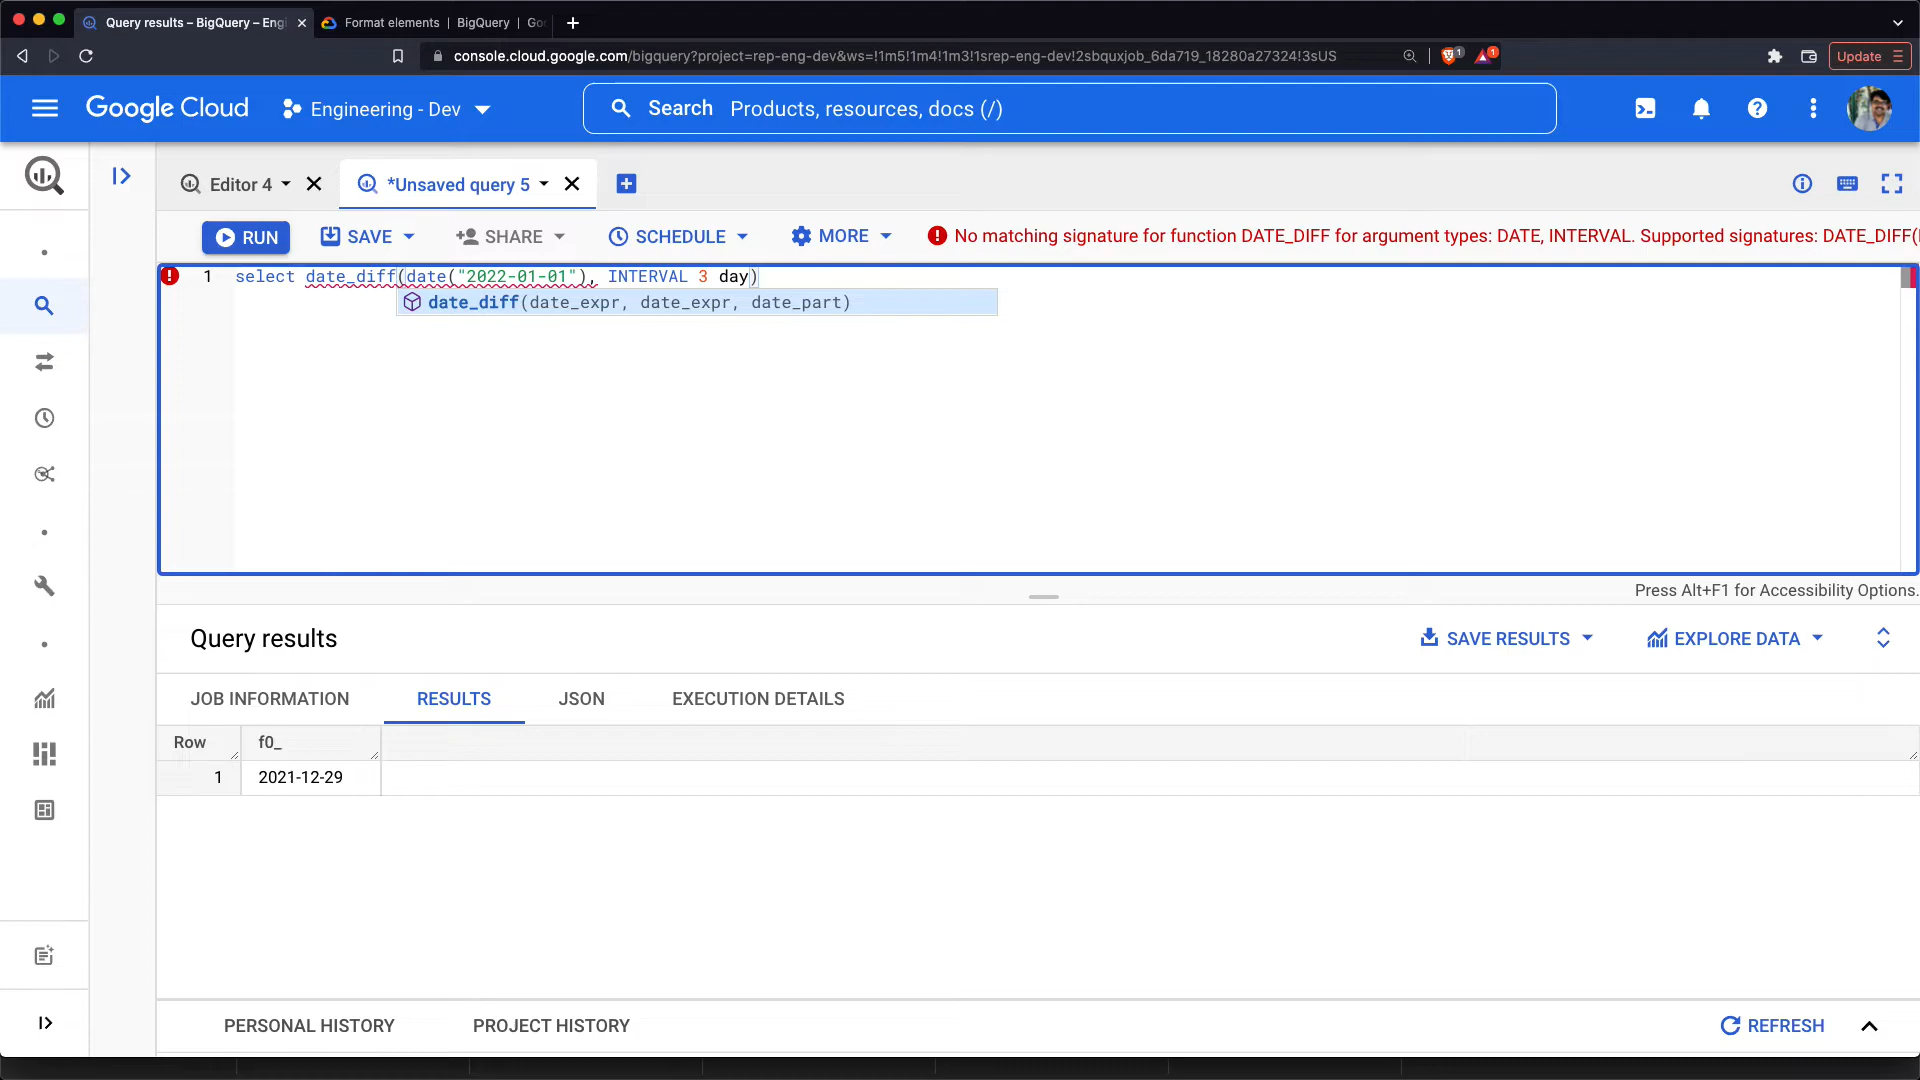 Query results – BigQuery – Engi
Format elements | BigQuery | Go
console.cloud.google.com/bigquery?project=rep-eng-dev&ws=!1m5!1m4!1m3!1srep-eng-dev!2sbquxjob_6da719_18280a27324!3sUS
1
1
Update
Google Cloud
Engineering - Dev
Search Products, resources, docs (/)
Editor 4
*Unsaved query 5
RUN
SAVE
SHARE
SCHEDULE
MORE
No matching signature for function DATE_DIFF for argument types: DATE, INTERVAL. Supported signatures: DATE_DIFF(
1 select date_diff(date("2022-01-01"), INTERVAL 3 day)
date_diff(date_expr, date_expr, date_part)
Press Alt+F1 for Accessibility Options.
Query results
SAVE RESULTS
EXPLORE DATA
JOB INFORMATION
RESULTS
JSON
EXECUTION DETAILS
Row f0_
1 2021-12-29
PERSONAL HISTORY
PROJECT HISTORY
REFRESH